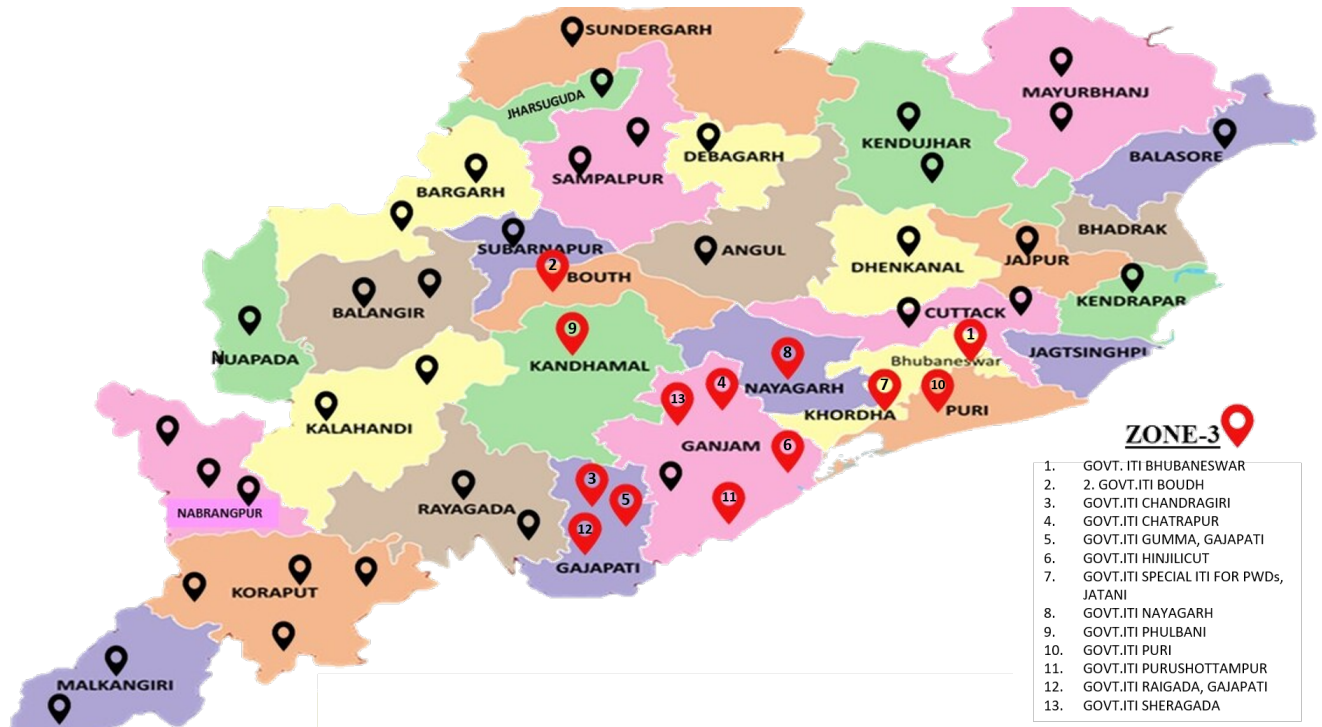 SUNDERGARH
JHARSUGUDA
MAYURBHANJ
KENDUJHAR
DEBAGARH
BALASORE
SAMPALPUR
BARGARH
BHADRAK
SUBARNAPUR
ANGUL
DHENKANAL
JAJPUR
2
BOUTH
KENDRAPAR
BALANGIR
CUTTACK
9
1
NUAPADA
KANDHAMAL
8
Bhubaneswar
JAGTSINGHPI
NAYAGARH
4
7
10
13
KHORDHA
PURI
KALAHANDI
GANJAM
6
3
5
11
RAYAGADA
NABRANGPUR
12
GAJAPATI
KORAPUT
MALKANGIRI
ZONE-3
1. GOVT. ITI BHUBANESWAR
2. 2. GOVT.ITI BOUDH
3. GOVT.ITI CHANDRAGIRI
4. GOVT.ITI CHATRAPUR
5. GOVT.ITI GUMMA, GAJAPATI
6. GOVT.ITI HINJILICUT
7. GOVT.ITI SPECIAL ITI FOR PWDs,
JATANI
8. GOVT.ITI NAYAGARH
9. GOVT.ITI PHULBANI
10. GOVT.ITI PURI
11. GOVT.ITI PURUSHOTTAMPUR
12. GOVT.ITI RAIGADA, GAJAPATI
13. GOVT.ITI SHERAGADA